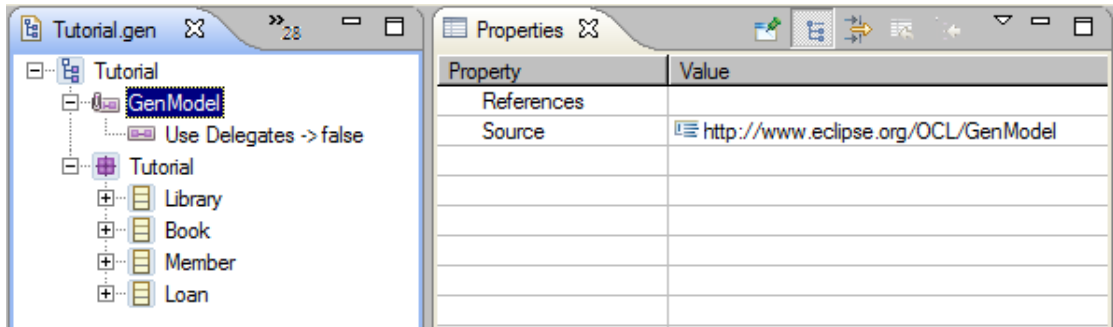 Tutorial.gen
»28
Tutorial
GenModel
Use Delegates -> false
Tutorial
Library
Book
Member
Loan
Properties
Property Value
References
Source http://www.eclipse.org/OCL/GenModel